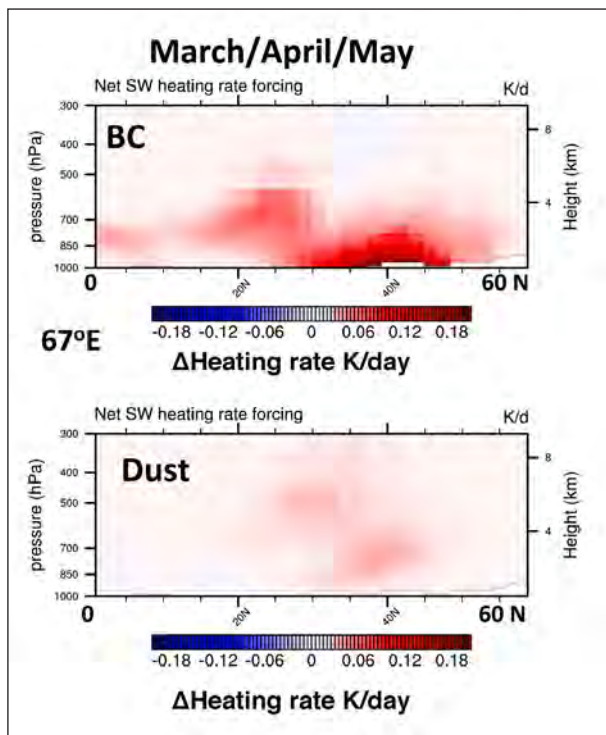 March/April/May
Net SW heating rate forcing K/d
BC
300
400
500
700
850
1000
pressure (hPa)
8
4
Height (km)
0 20N 40N 60 N
-0.18 -0.12 -0.06 0 0.06 0.12 0.18
67°E
ΔHeating rate K/day
Net SW heating rate forcing K/d
Dust
300
400
500
700
850
1000
pressure (hPa)
8
4
Height (km)
0 20N 40N 60 N
-0.18 -0.12 -0.06 0 0.06 0.12 0.18
ΔHeating rate K/day